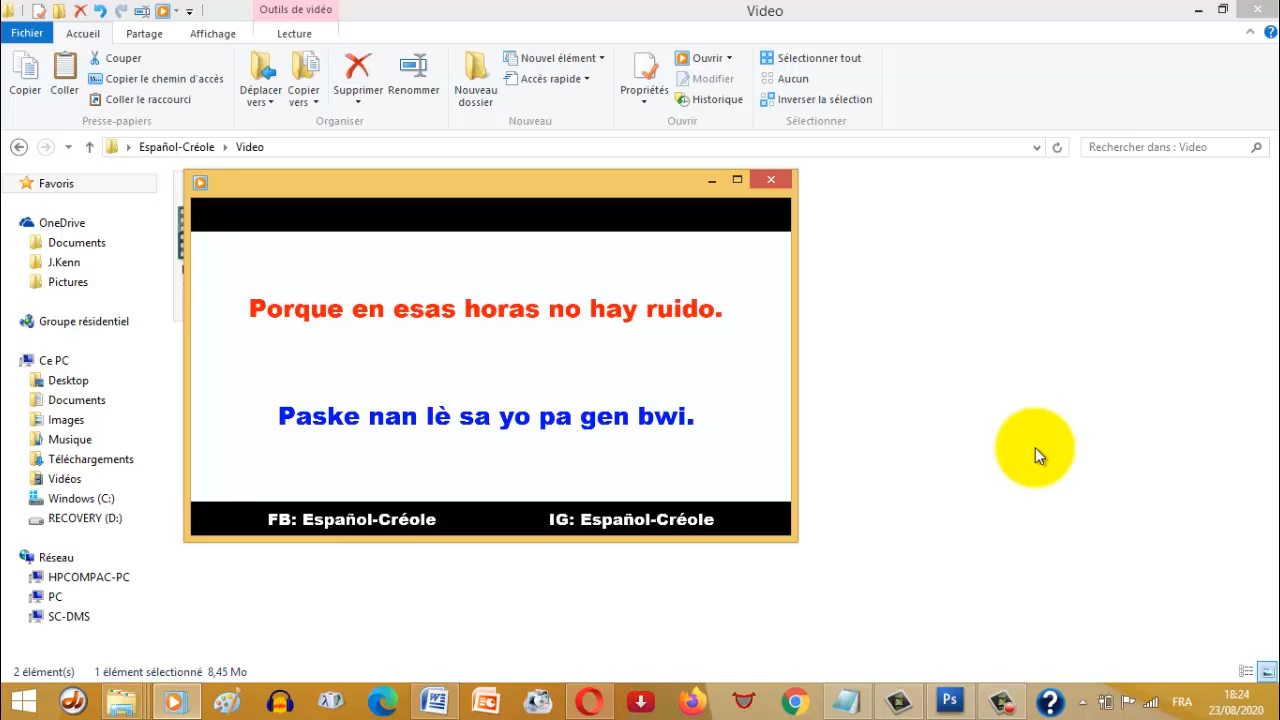 Outils de vidéo
Video
Fichier
Accueil
Partage
Affichage
Lecture
Copier
Coller
Couper
Copier le chemin d'accès
Coller le raccourci
Presse-papiers
Déplacer vers
Copier vers
Supprimer
Renommer
Organiser
Nouveau dossier
Nouvel élément
Accès rapide
Nouveau
Propriétés
Ouvrir
Modifier
Historique
Ouvrir
Sélectionner tout
Aucun
Inverser la sélection
Sélectionner
Español-Créole
Video
Rechercher dans : Video
Favoris
OneDrive
Documents
J.Kenn
Pictures
Groupe résidentiel
Ce PC
Desktop
Documents
Images
Musique
Téléchargements
Vidéos
Windows (C:)
RECOVERY (D:)
Réseau
HPCOMPAC-PC
PC
SC-DMS
Porque en esas horas no hay ruido.
Paske nan lè sa yo pa gen bwi.
FB: Español-Créole
IG: Español-Créole
2 élément(s)
1 élément sélectionné 8,45 Mo
Ps
FRA
18:24
23/08/2020